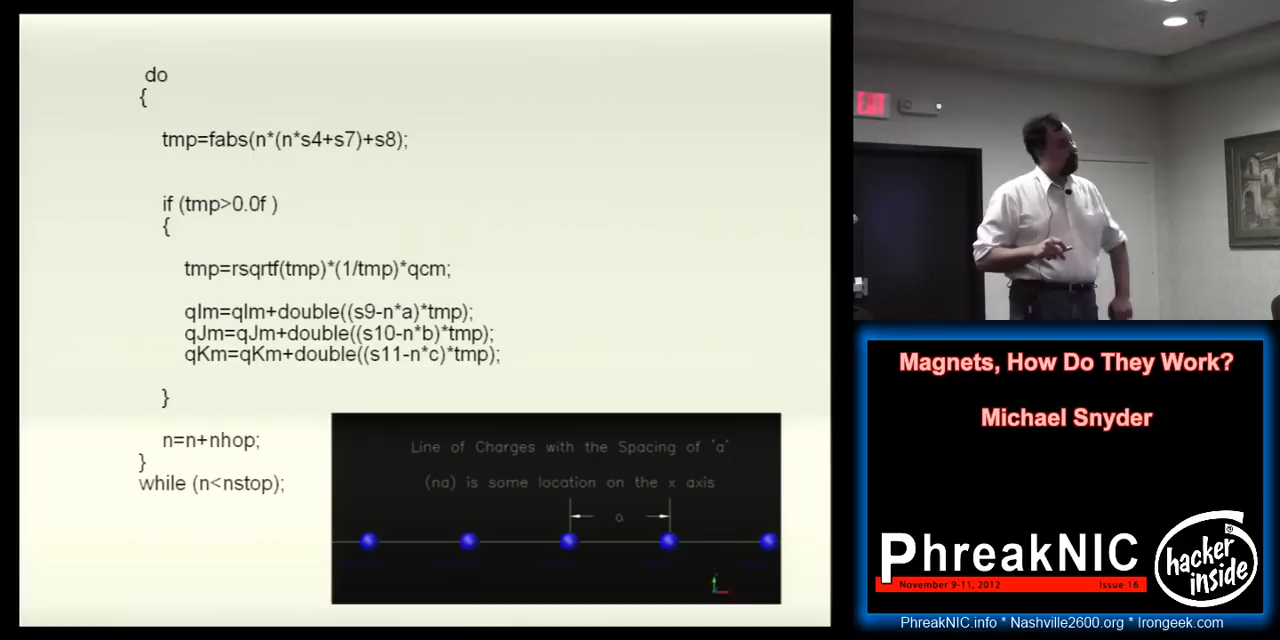 do
{
tmp=fabs(n*(n*s4+s7)+s8);
if (tmp>0.0f )
{
tmp=rsqrtf(tmp)*(1/tmp)*qcm;
qIm=qIm+double((s9-n*a)*tmp);
qJm=qJm+double((s10-n*b)*tmp);
qKm=qKm+double((s11-n*c)*tmp);
}
n=n+nhop;
}
while (n<nstop);
Line of Charges with the Spacing of 'a'
(na) is some location on the x axis
a
EXIT
Magnets, How Do They Work?
Michael Snyder
PhreakNIC
November 9-11, 2012 Issue 16
hacker
inside
PhreakNIC.info * Nashville2600.org * Irongeek.com